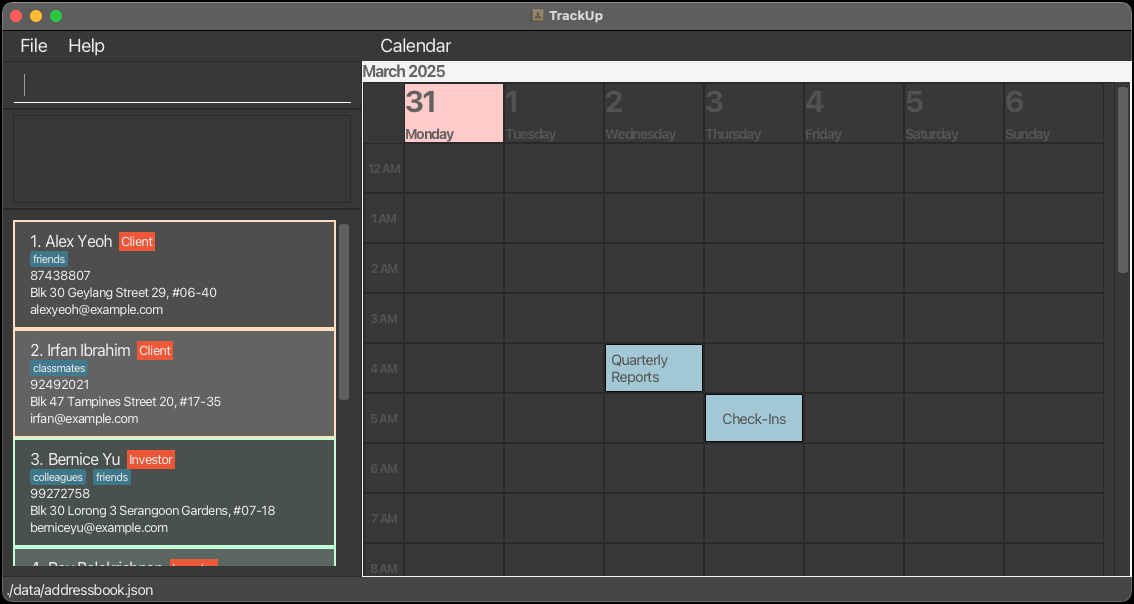 TrackUp
File Help Calendar
March 2025
31 1 2 3 4 5 6
Monday Tuesday Wednesday Thursday Friday Saturday Sunday
12 AM
1 AM
2 AM
3 AM
4 AM
5 AM
6 AM
7 AM
8 AM
Quarterly
Reports
Check-Ins
1. Alex Yeoh Client
friends
87438807
Blk 30 Geylang Street 29, #06-40
alexyeoh@example.com
2. Irfan Ibrahim Client
classmates
92492021
Blk 47 Tampines Street 20, #17-35
irfan@example.com
3. Bernice Yu Investor
colleagues friends
99272758
Blk 30 Lorong 3 Serangoon Gardens, #07-18
berniceyu@example.com
./data/addressbook.json